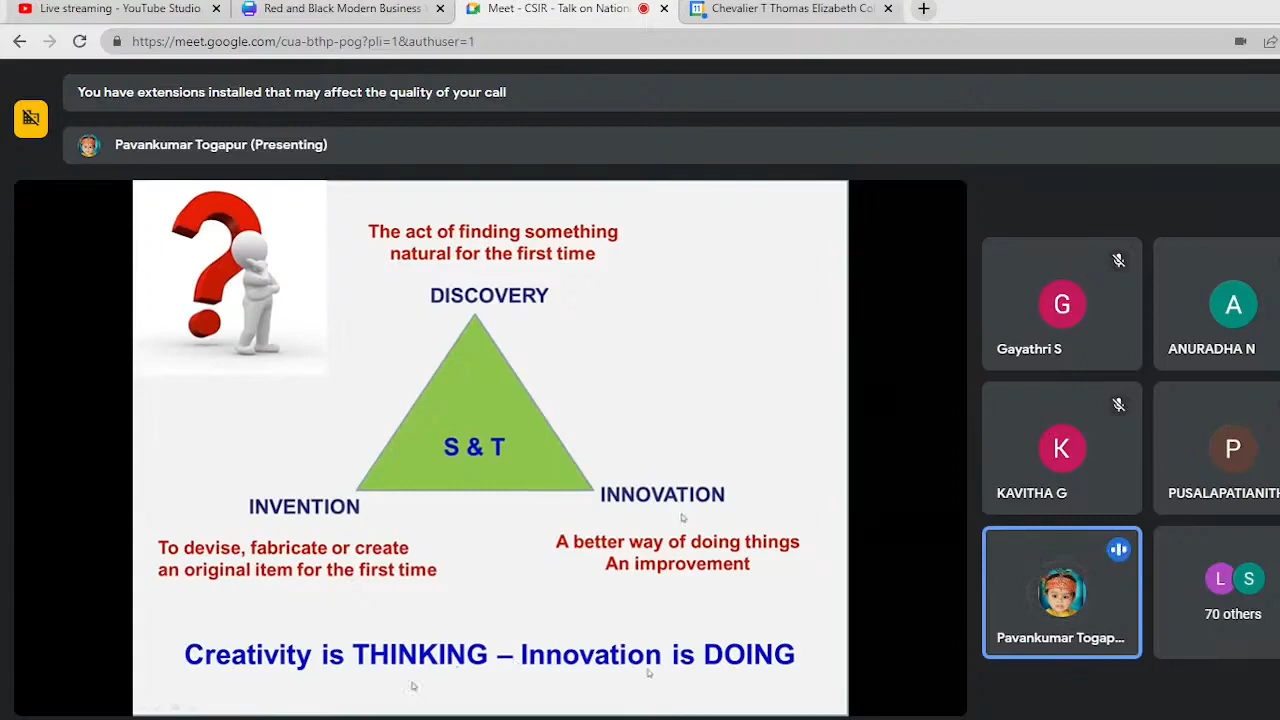 Live streaming - YouTube Studio
Red and Black Modern Business
Meet - CSIR - Talk on Nation
Chevalier T Thomas Elizabeth Co
https://meet.google.com/cua-bthp-pog?pli=1&authuser=1
You have extensions installed that may affect the quality of your call
Pavankumar Togapur (Presenting)
The act of finding something
natural for the first time
DISCOVERY
S & T
INVENTION
To devise, fabricate or create
an original item for the first time
INNOVATION
A better way of doing things
An improvement
Creativity is THINKING – Innovation is DOING
G
Gayathri S
A
ANURADHA N
K
KAVITHA G
P
PUSALAPATIANITH
Pavankumar Togap...
L S
70 others